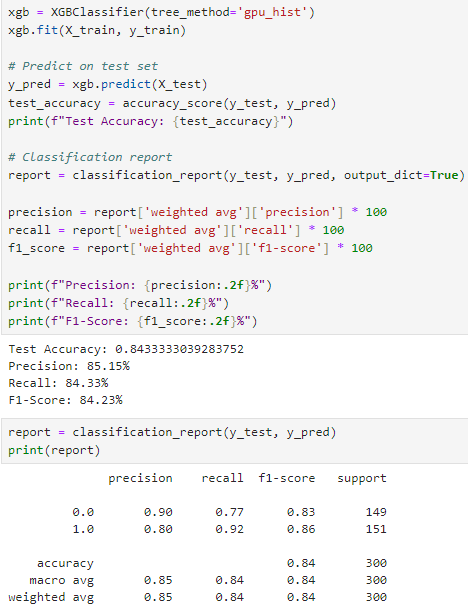 xgb = XGBClassifier(tree_method='gpu_hist')
xgb.fit(X_train, y_train)
# Predict on test set
y_pred = xgb.predict(X_test)
test_accuracy = accuracy_score(y_test, y_pred)
print(f"Test Accuracy: {test_accuracy}")
# Classification report
report = classification_report(y_test, y_pred, output_dict=True)
precision = report['weighted avg']['precision'] * 100
recall = report['weighted avg']['recall'] * 100
f1_score = report['weighted avg']['f1-score'] * 100
print(f"Precision: {precision:.2f}%")
print(f"Recall: {recall:.2f}%")
print(f"F1-Score: {f1_score:.2f}%")
Test Accuracy: 0.8433333039283752
Precision: 85.15%
Recall: 84.33%
F1-Score: 84.23%
report = classification_report(y_test, y_pred)
print(report)
precision recall f1-score support
0.0 0.90 0.77 0.83 149
1.0 0.80 0.92 0.86 151
accuracy 0.84 300
macro avg 0.85 0.84 0.84 300
weighted avg 0.85 0.84 0.84 300